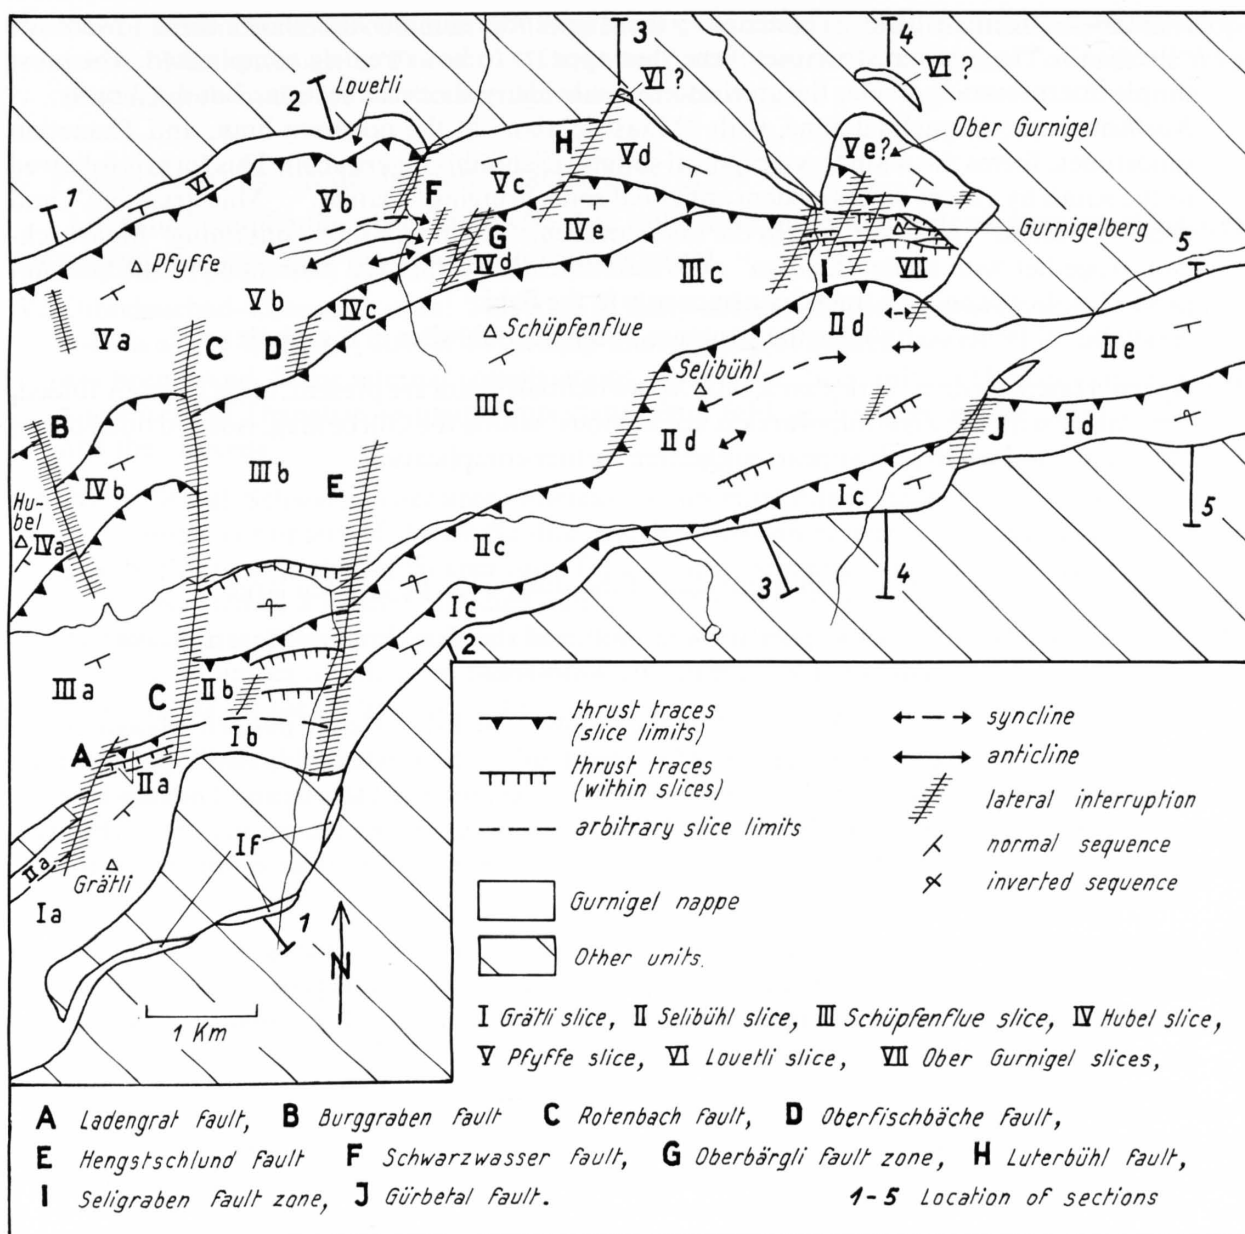 3
4
VI ?
VI ?
Louetli
2
H
Vd
Ober Gurnigel
Ve?
1
VI
Vb
F
Vc
G
IVe
Gurnigelberg
5
Pfyffe
IVd
IIIc
I
VII
Vb
IVc
Schüpfenflue
IId
Va
C
D
Selibühl
IIe
B
IIIc
IId
J
Id
IVb
IIIb
E
Hu-
bel
IVa
Ic
5
IIc
3
4
Ic
2
IIIa
C
IIb
A
Ib
IIa
IIa
Grätli
If
Ia
1
N
1 Km
thrust traces
(slice limits)
thrust traces
(within slices)
arbitrary slice limits
Gurnigel nappe
Other units.
syncline
anticline
lateral interruption
normal sequence
inverted sequence
I Grätli slice, II Selibühl slice, III Schüpfenflue slice, IV Hubel slice,
V Pfyffe slice, VI Louetli slice, VII Ober Gurnigel slices,
A Ladengrat fault, B Burggraben fault C Rotenbach fault, D Oberfischbäche fault,
E Hengstschlund fault F Schwarzwasser fault, G Oberbärgli fault zone, H Luterbühl fault,
I Seligraben fault zone, J Gürbetal fault. 1-5 Location of sections